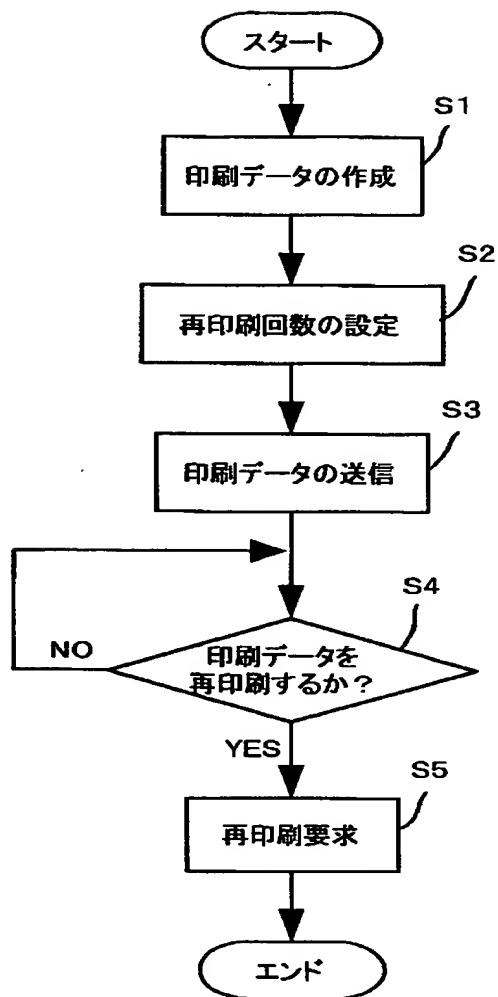 スタート
S1
印刷データの作成
S2
再印刷回数の設定
S3
印刷データの送信
S4
印刷データを
再印刷するか？
NO
YES
S5
再印刷要求
エンド